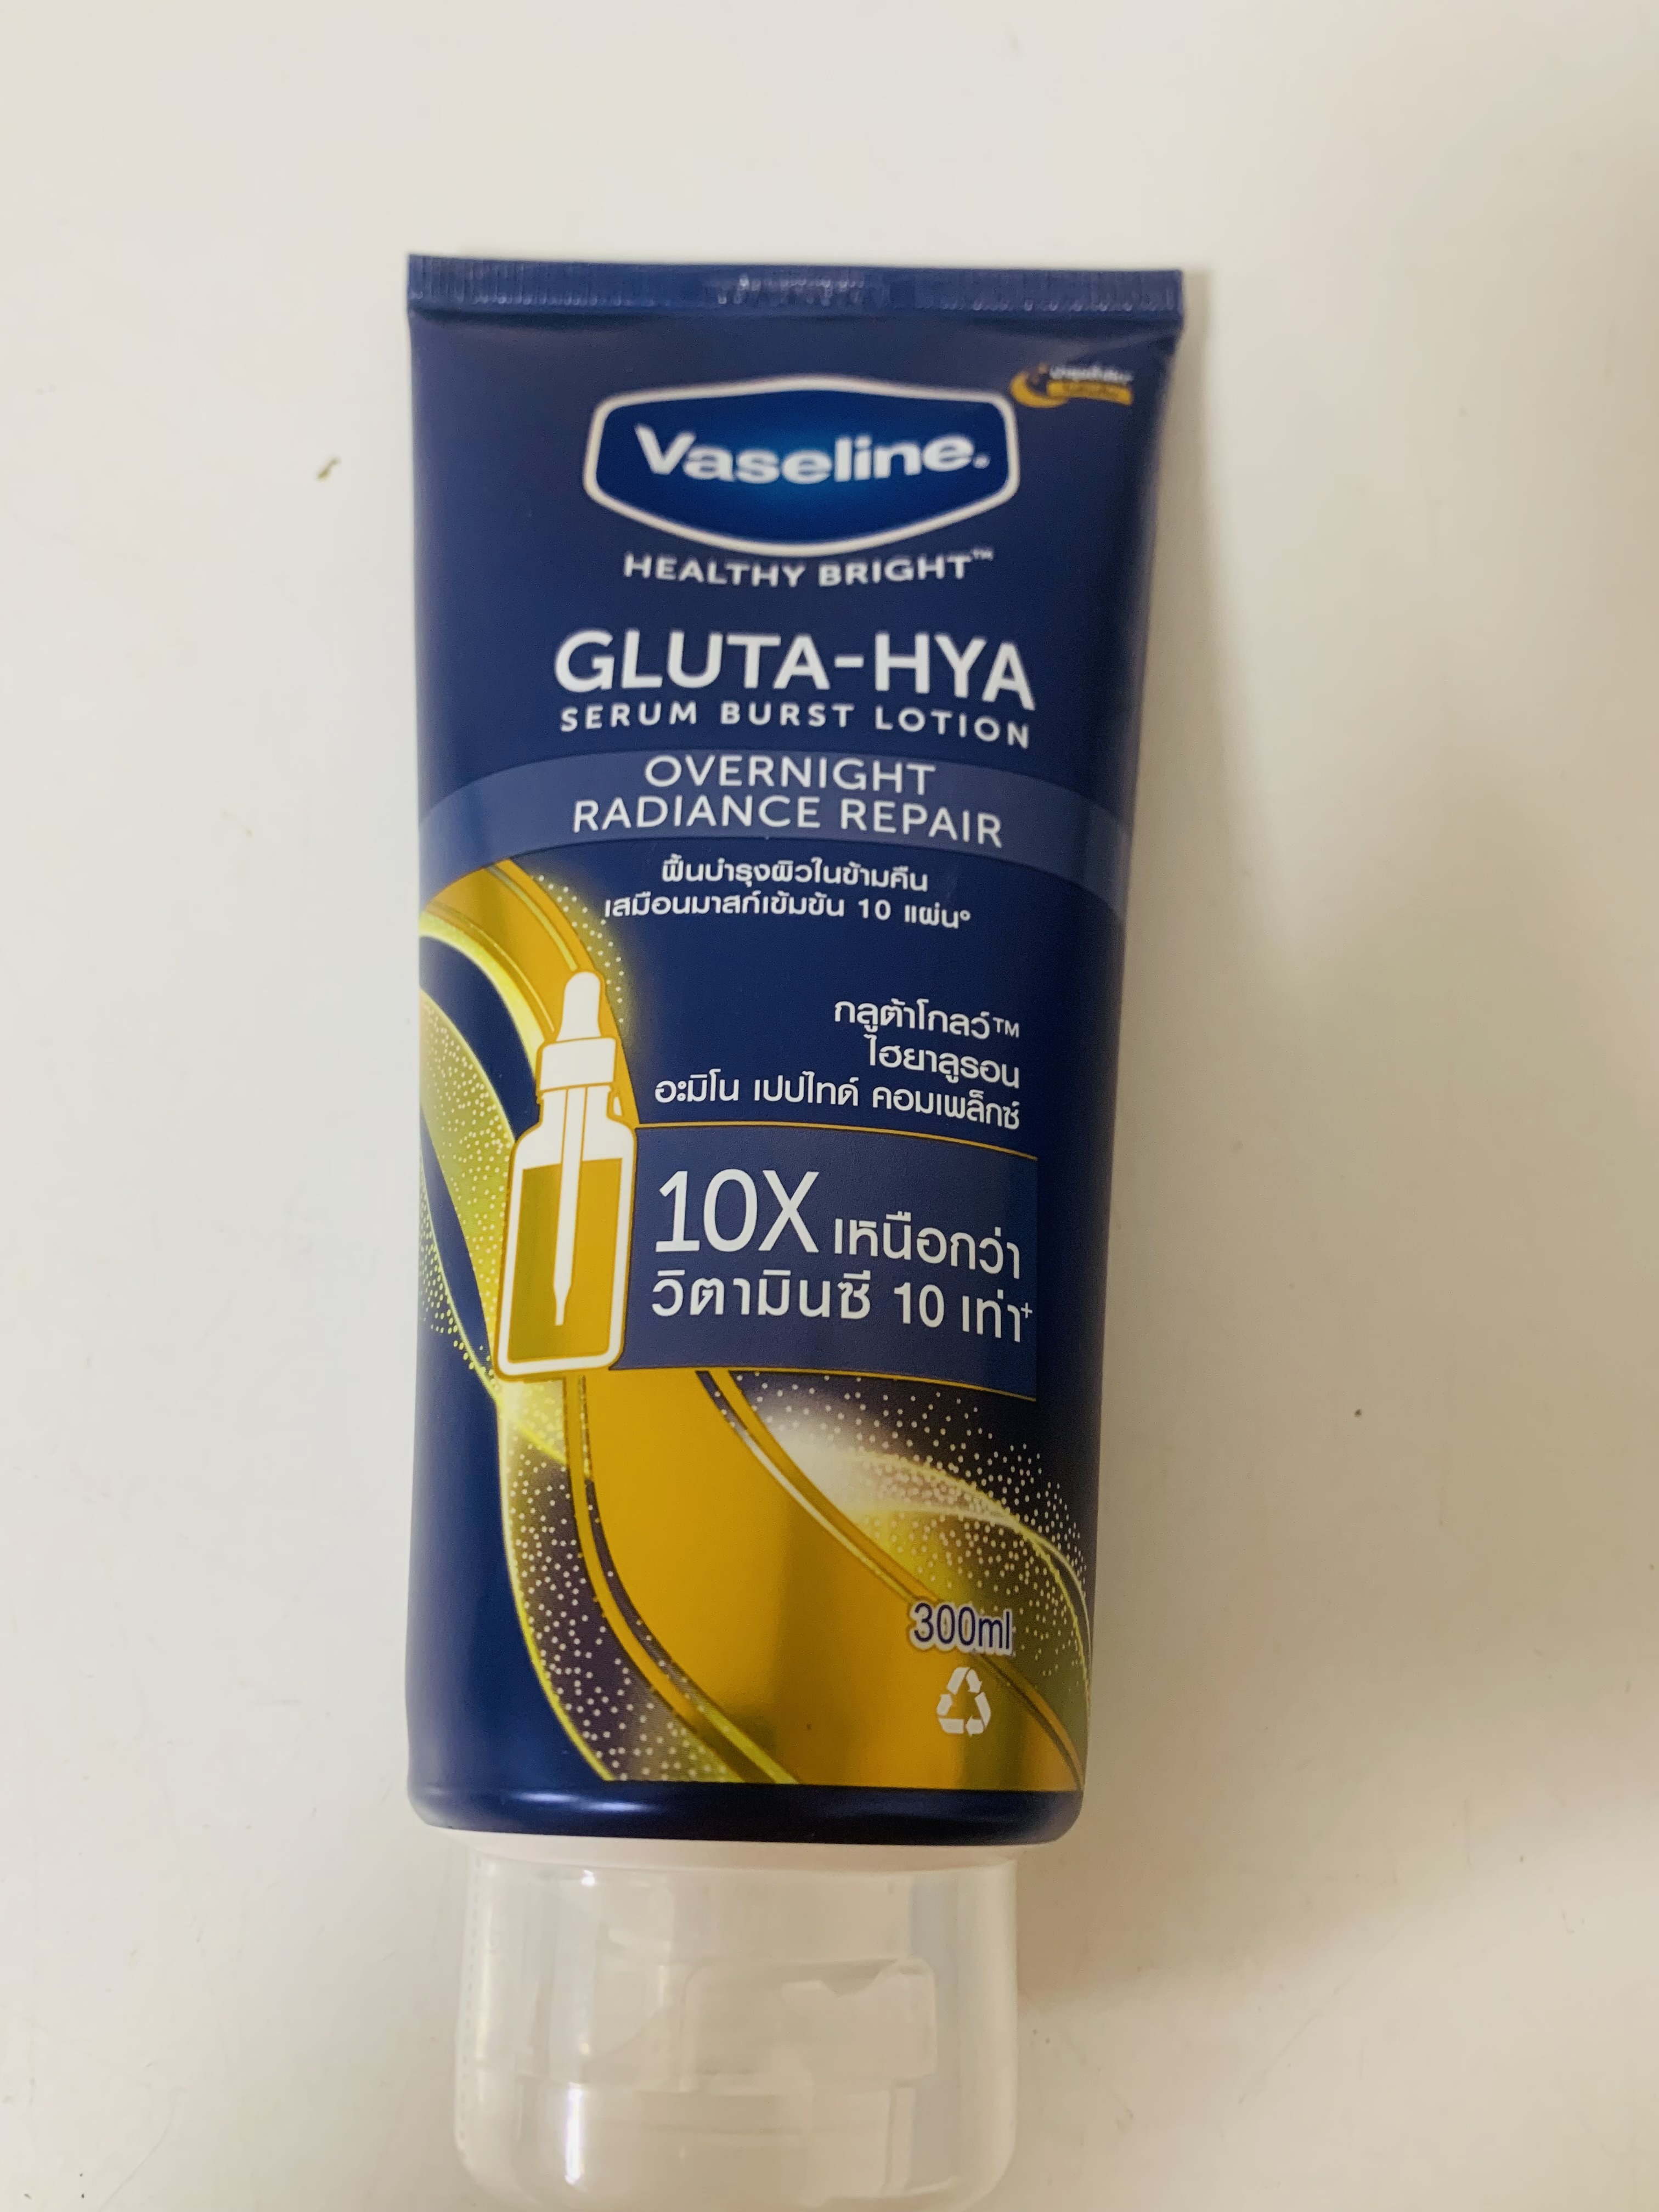 Vaseline.
HEALTHY BRIGHT™
GLUTA-HYA
SERUM BURST LOTION
OVERNIGHT
RADIANCE REPAIR
ฟื้นบำรุงผิวในข้ามคืน
เสมือนมาสก์เข้มข้น 10 แผ่น°
กลูต้าโกลว์™
ไฮยาลูรอน
อะมิโน เปปไทด์ คอมเพล็กซ์
10X เหนือกว่า
วิตามินซี 10 เท่า⁺
300ml